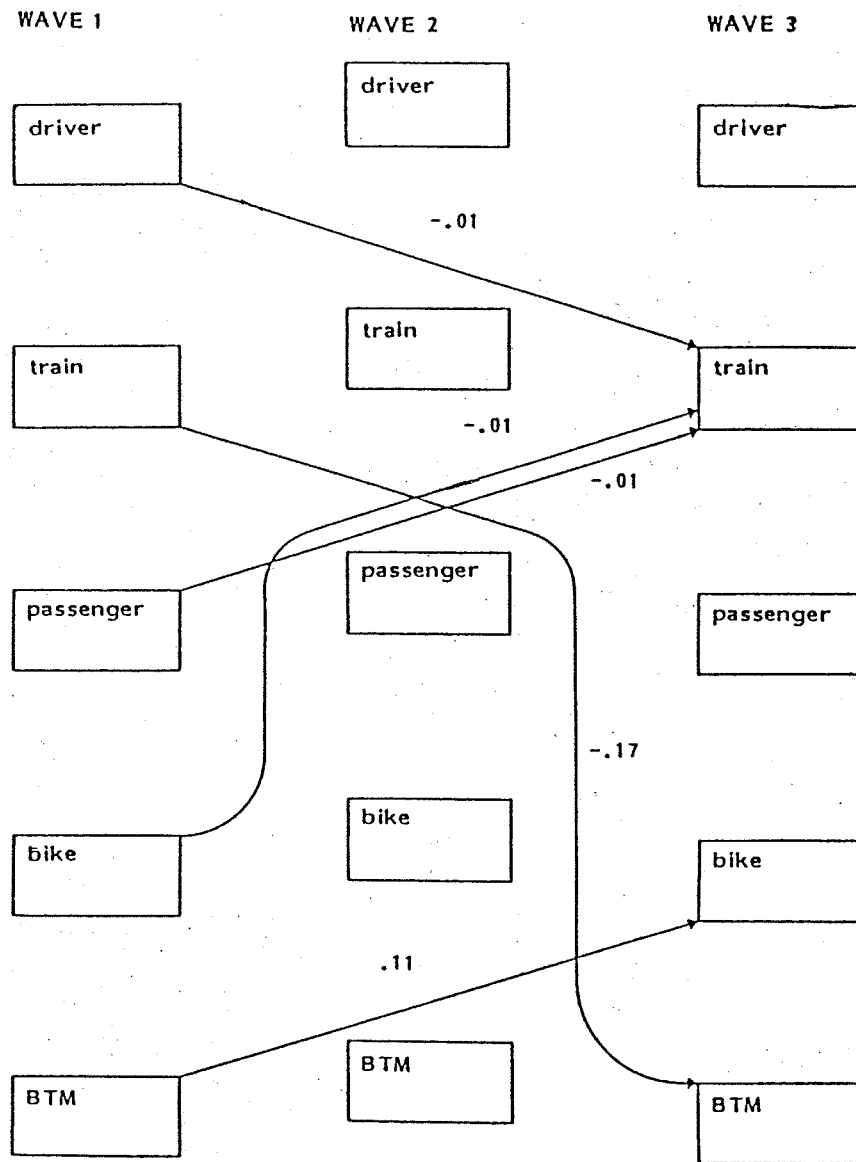 WAVE 1
WAVE 2
WAVE 3
driver
driver
driver
-.01
train
train
train
-.01
-.01
passenger
passenger
passenger
-.17
bike
bike
bike
.11
BTM
BTM
BTM